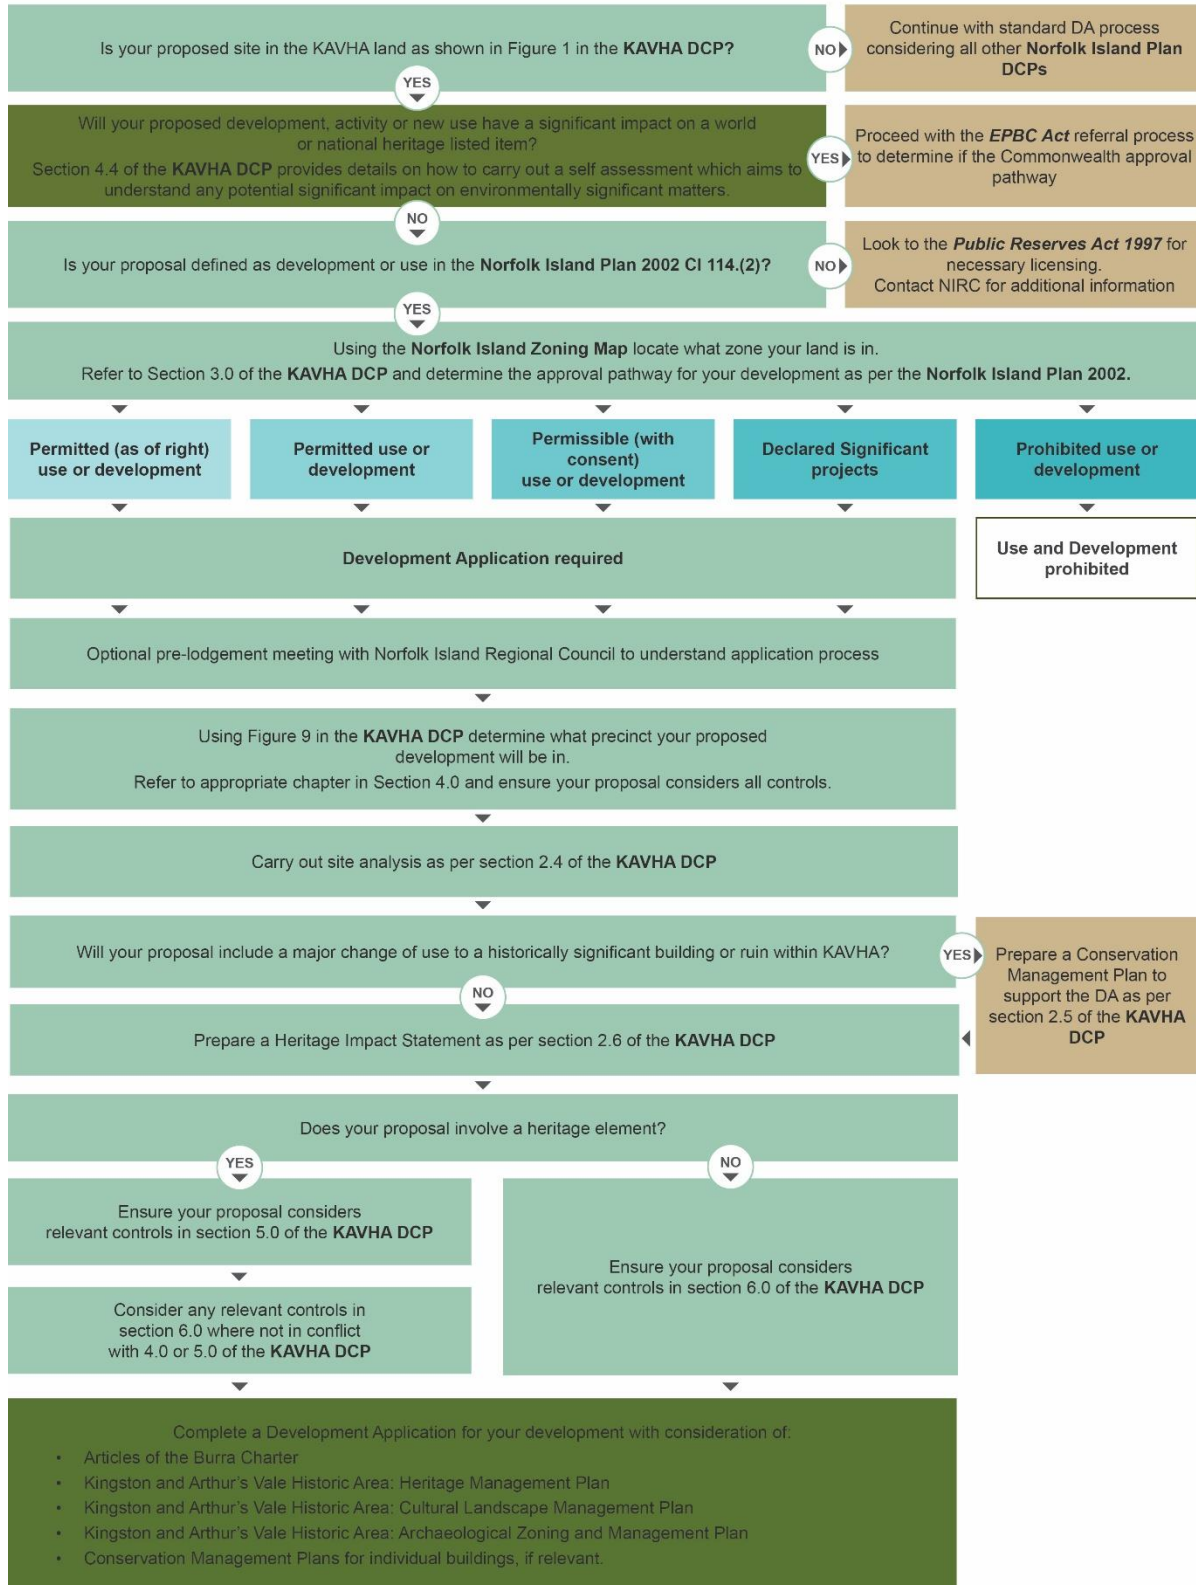 Is your proposed site in the KAVHA land as shown in Figure 1 in the KAVHA DCP?
NO
Continue with standard DA process
considering all other Norfolk Island Plan
DCPs
YES
Will your proposed development, activity or new use have a significant impact on a world
or national heritage listed item?
Section 4.4 of the KAVHA DCP provides details on how to carry out a self assessment which aims to
understand any potential significant impact on environmentally significant matters.
YES
Proceed with the EPBC Act referral process
to determine if the Commonwealth approval
pathway
NO
Is your proposal defined as development or use in the Norfolk Island Plan 2002 Cl 114.(2)?
NO
Look to the Public Reserves Act 1997 for
necessary licensing.
Contact NIRC for additional information
YES
Using the Norfolk Island Zoning Map locate what zone your land is in.
Refer to Section 3.0 of the KAVHA DCP and determine the approval pathway for your development as per the Norfolk Island Plan 2002.
Permitted (as of right)
use or development
Permitted use or
development
Permissible (with
consent)
use or development
Declared Significant
projects
Prohibited use or
development
Development Application required
Use and Development
prohibited
Optional pre-lodgement meeting with Norfolk Island Regional Council to understand application process
Using Figure 9 in the KAVHA DCP determine what precinct your proposed
development will be in.
Refer to appropriate chapter in Section 4.0 and ensure your proposal considers all controls.
Carry out site analysis as per section 2.4 of the KAVHA DCP
Will your proposal include a major change of use to a historically significant building or ruin within KAVHA?
YES
Prepare a Conservation
Management Plan to
support the DA as per
section 2.5 of the KAVHA
DCP
NO
Prepare a Heritage Impact Statement as per section 2.6 of the KAVHA DCP
Does your proposal involve a heritage element?
YES
NO
Ensure your proposal considers
relevant controls in section 5.0 of the KAVHA DCP
Consider any relevant controls in
section 6.0 where not in conflict
with 4.0 or 5.0 of the KAVHA DCP
Ensure your proposal considers
relevant controls in section 6.0 of the KAVHA DCP
Complete a Development Application for your development with consideration of:
• Articles of the Burra Charter
• Kingston and Arthur's Vale Historic Area: Heritage Management Plan
• Kingston and Arthur's Vale Historic Area: Cultural Landscape Management Plan
• Kingston and Arthur's Vale Historic Area: Archaeological Zoning and Management Plan
• Conservation Management Plans for individual buildings, if relevant.